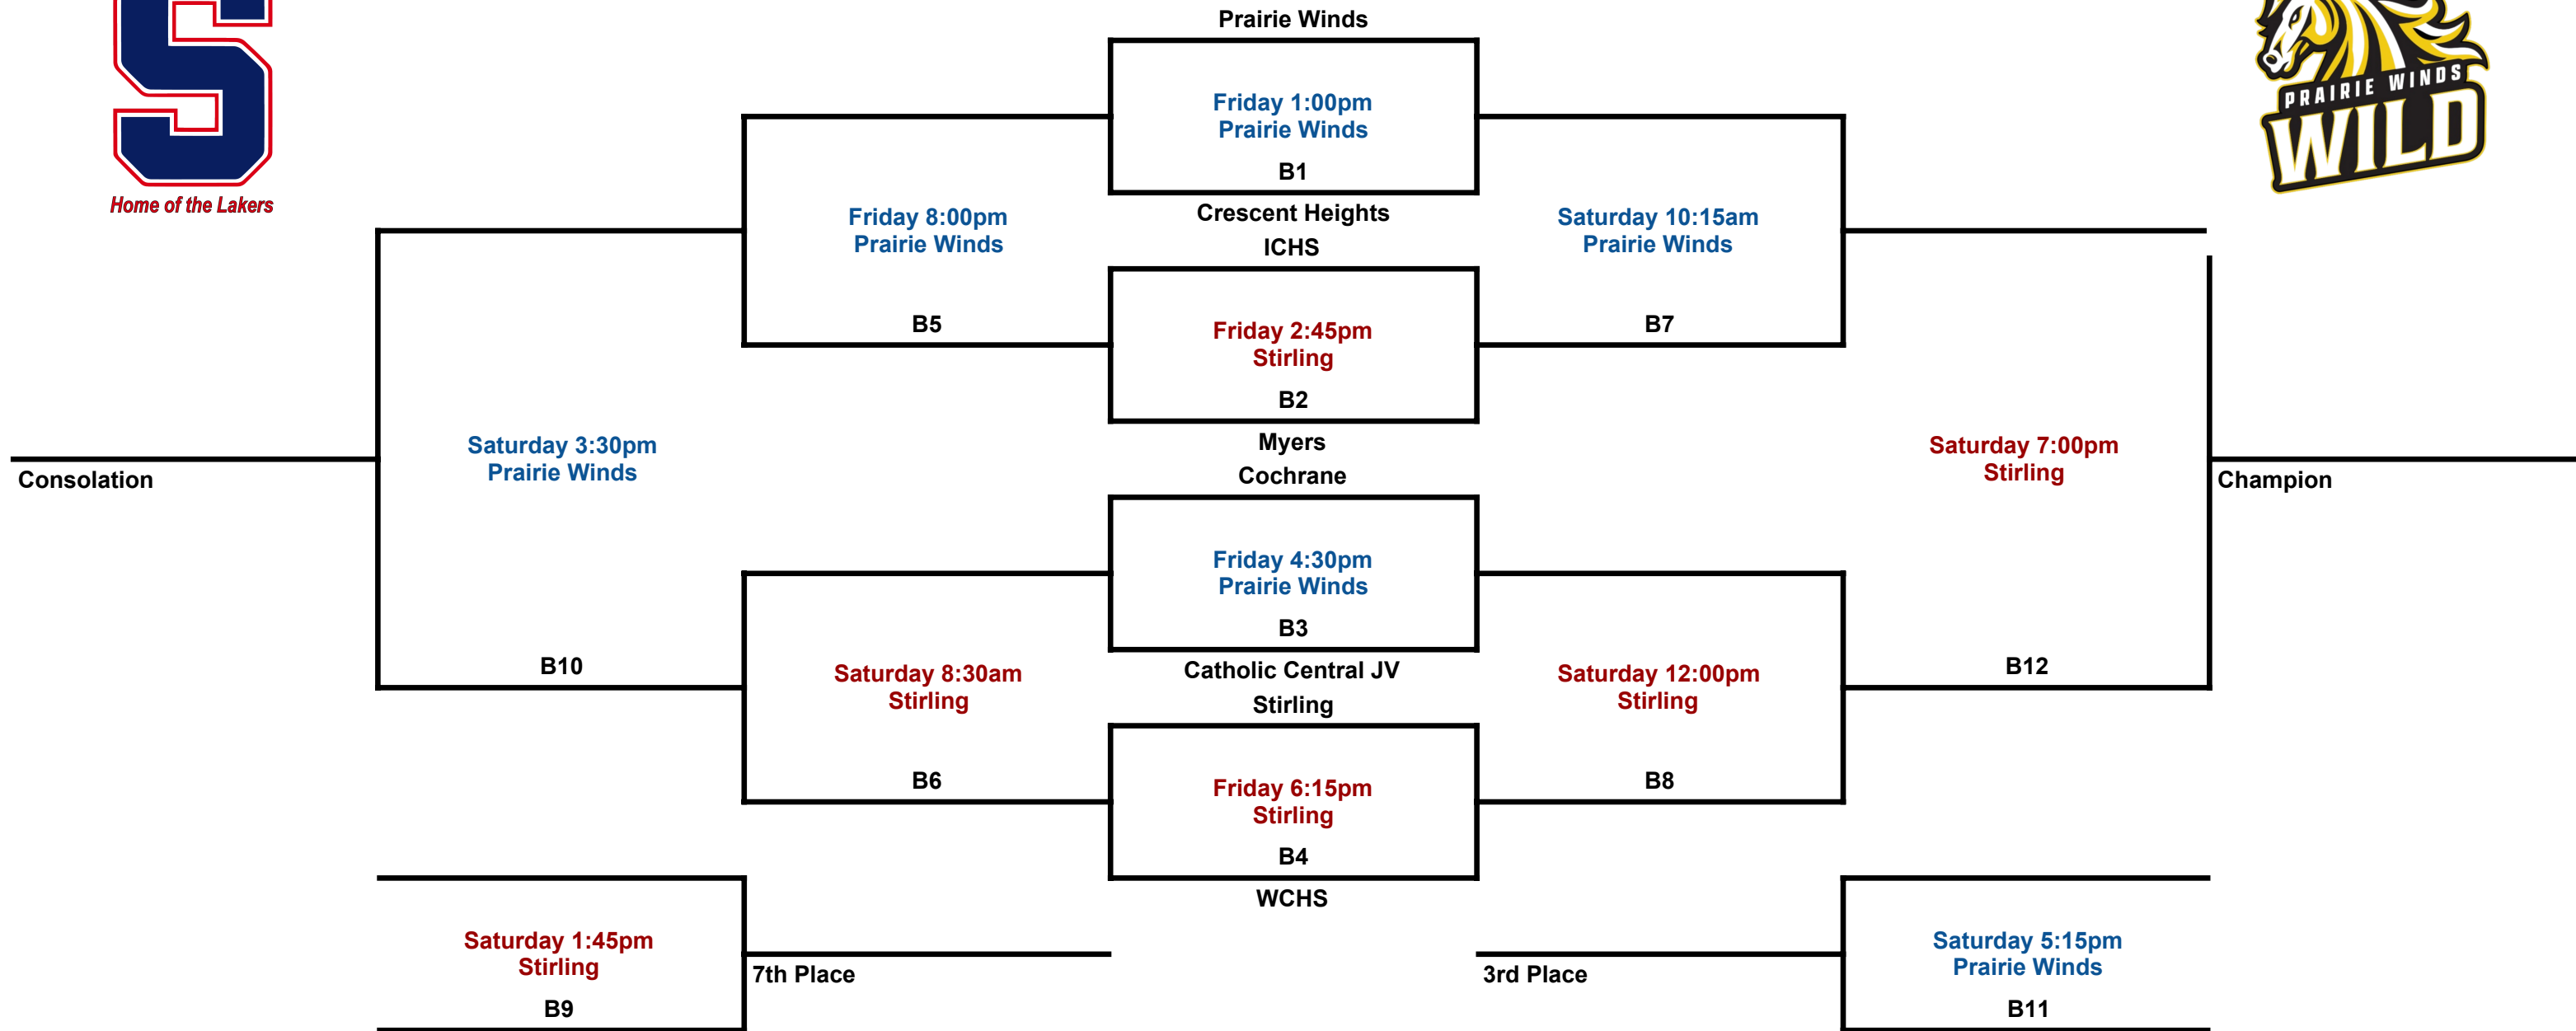 Prairie Winds
PRAIRIE WINDS
WILD
Home of the Lakers
Friday 1:00pm
Prairie Winds
B1
Crescent Heights
Friday 8:00pm
Prairie Winds
B5
Saturday 10:15am
Prairie Winds
B7
ICHS
Friday 2:45pm
Stirling
B2
Myers
Saturday 3:30pm
Prairie Winds
B10
Consolation
Saturday 7:00pm
Stirling
B12
Champion
Cochrane
Friday 4:30pm
Prairie Winds
B3
Catholic Central JV
Saturday 8:30am
Stirling
B6
Saturday 12:00pm
Stirling
B8
Stirling
Friday 6:15pm
Stirling
B4
WCHS
Saturday 1:45pm
Stirling
B9
7th Place
3rd Place
Saturday 5:15pm
Prairie Winds
B11